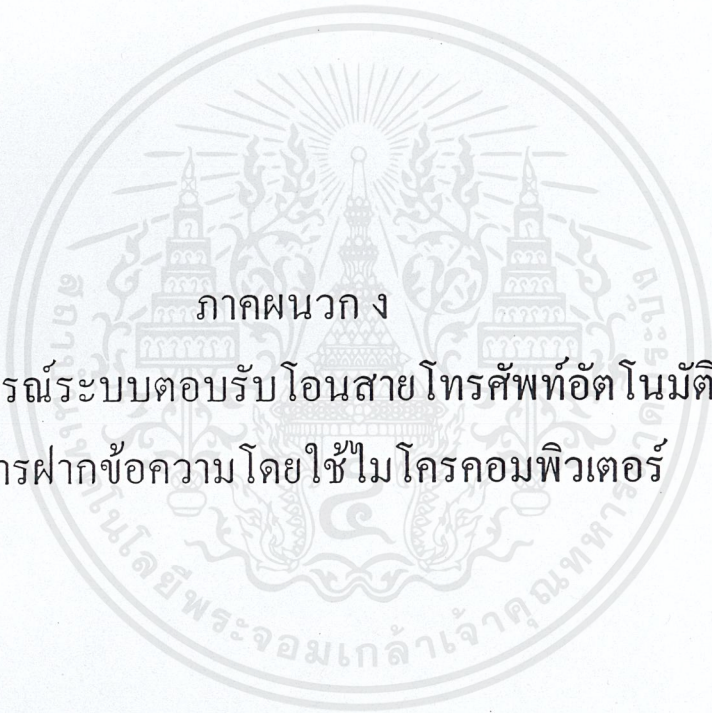 ภาคผนวก ง
รณ์ระบบตอบรับโอนสายโทรศัพท์อัตโนมัติ
ารฝากข้อความโดยใช้ไมโครคอมพิวเตอร์